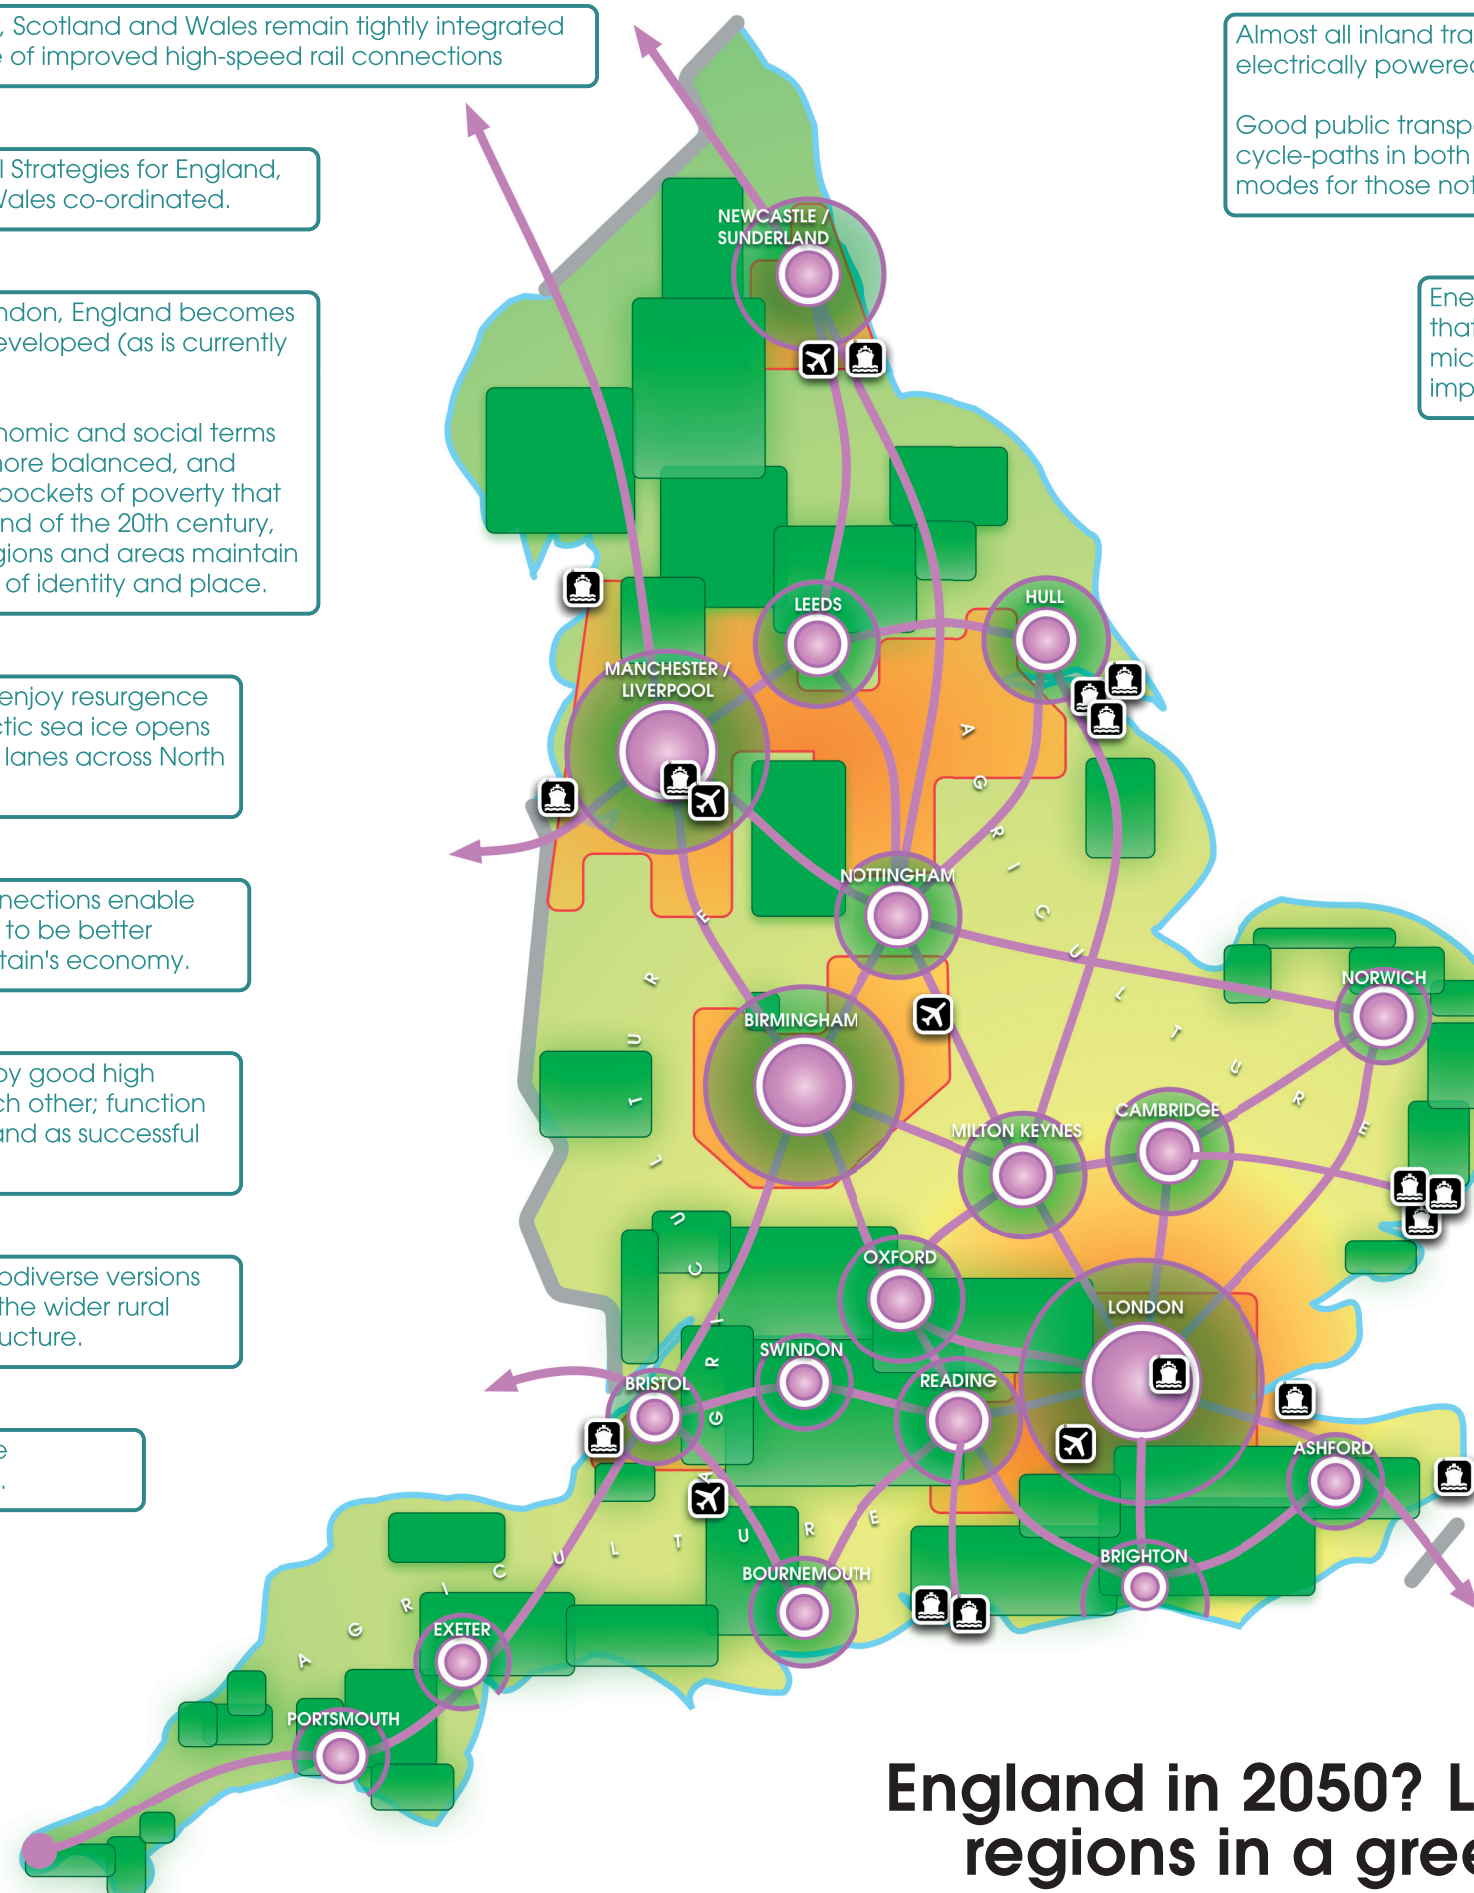 , Scotland and Wales remain tightly integrated
e of improved high-speed rail connections
l Strategies for England,
Wales co-ordinated.
ndon, England becomes
eveloped (as is currently
nomic and social terms
nore balanced, and
pockets of poverty that
nd of the 20th century,
gions and areas maintain
of identity and place.
enjoy resurgence
ctic sea ice opens
lanes across North
nections enable
to be better
tain's economy.
oy good high
ch other; function
and as successful
odiverse versions
the wider rural
ucture.
e
.
Almost all inland tra
electrically powered
Good public transp
cycle-paths in both
modes for those not
Ene
that
mic
imp
NEWCASTLE /
SUNDERLAND
LEEDS
HULL
MANCHESTER /
LIVERPOOL
NOTTINGHAM
NORWICH
BIRMINGHAM
CAMBRIDGE
MILTON KEYNES
OXFORD
LONDON
SWINDON
READING
BRISTOL
ASHFORD
BRIGHTON
BOURNEMOUTH
EXETER
PORTSMOUTH
AGRICULTURE
AGRICULTURE
AGRICULTURE
England in 2050? L
regions in a gree